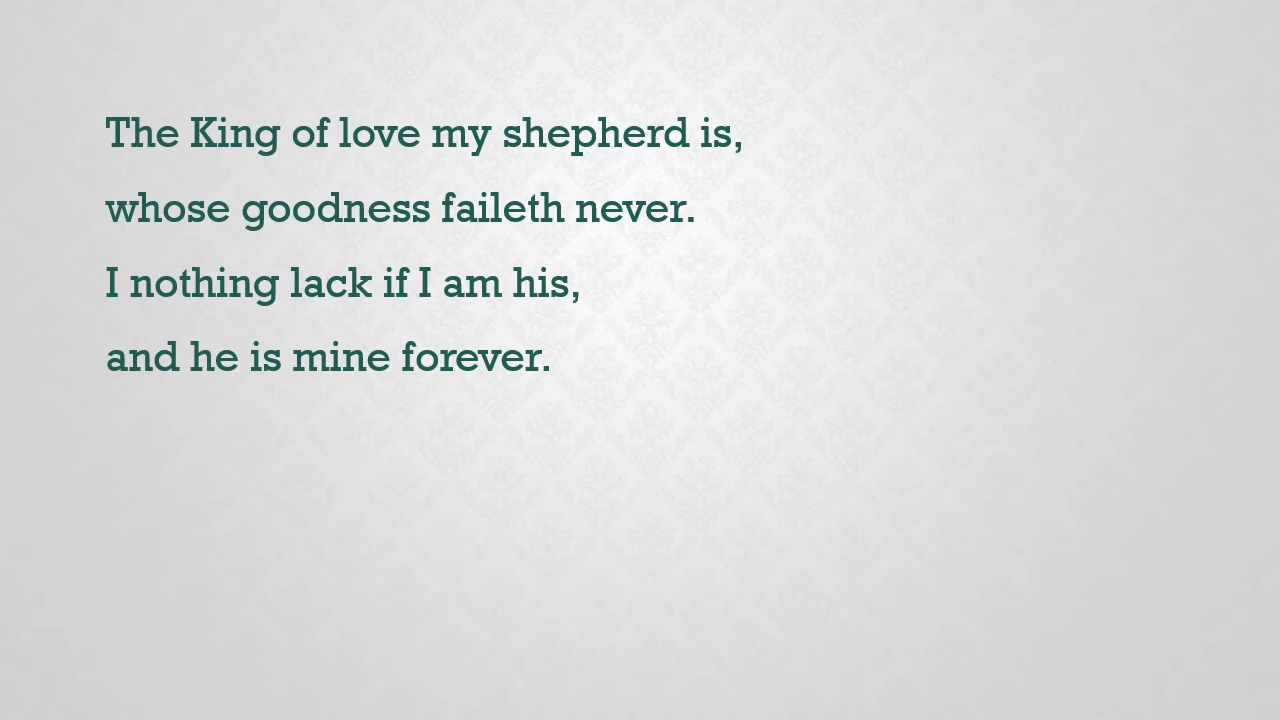 The King of love my shepherd is,
whose goodness faileth never.
I nothing lack if I am his,
and he is mine forever.